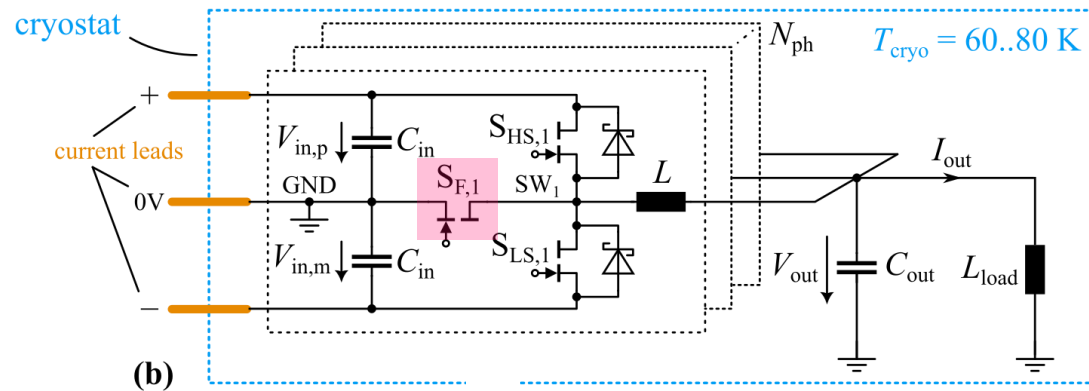 cryostat
N_ph
T_cryo = 60..80 K
+
S_HS,1
V_in,p
C_in
current leads
I_out
GND
S_F,1
SW_1
L
0V
S_LS,1
V_in,m
C_in
V_out
C_out
L_load
−
(b)